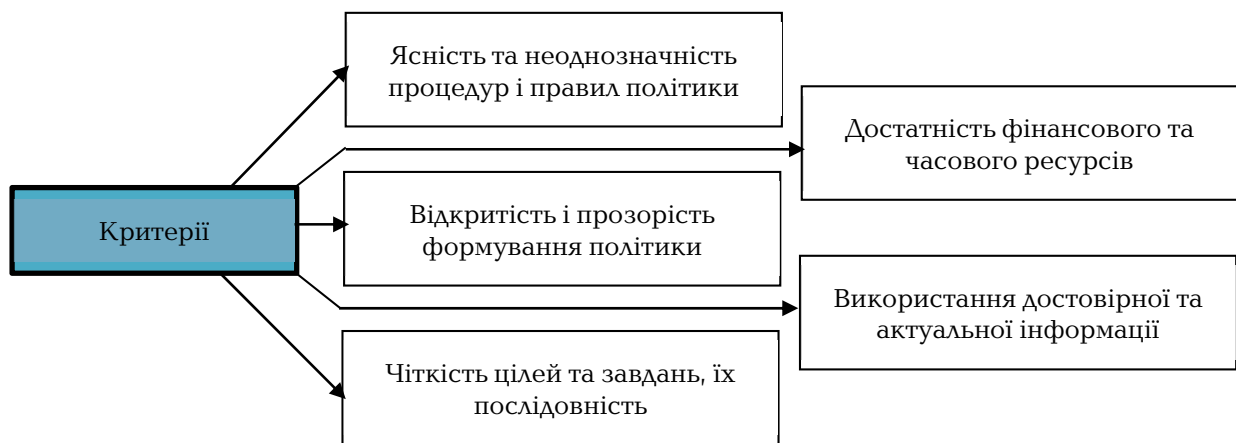 Ясність та неоднозначність
процедур і правил політики
Достатність фінансового та
часового ресурсів
Критерії
Відкритість і прозорість
формування політики
Використання достовірної та
актуальної інформації
Чіткість цілей та завдань, їх
послідовність